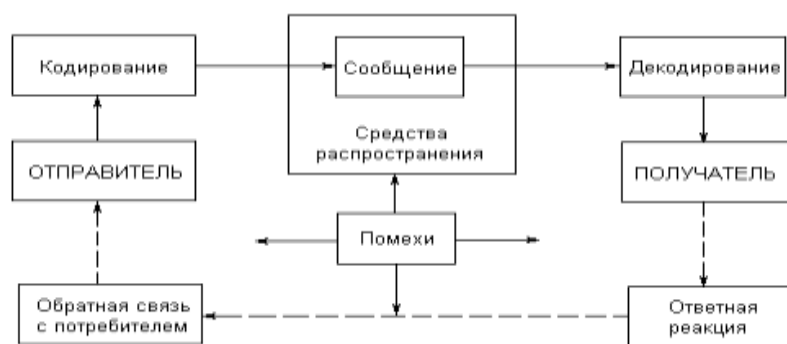 Кодирование
Сообщение
Декодирование
Средства
распространения
ОТПРАВИТЕЛЬ
ПОЛУЧАТЕЛЬ
Помехи
Обратная связь
с потребителем
Ответная
реакция